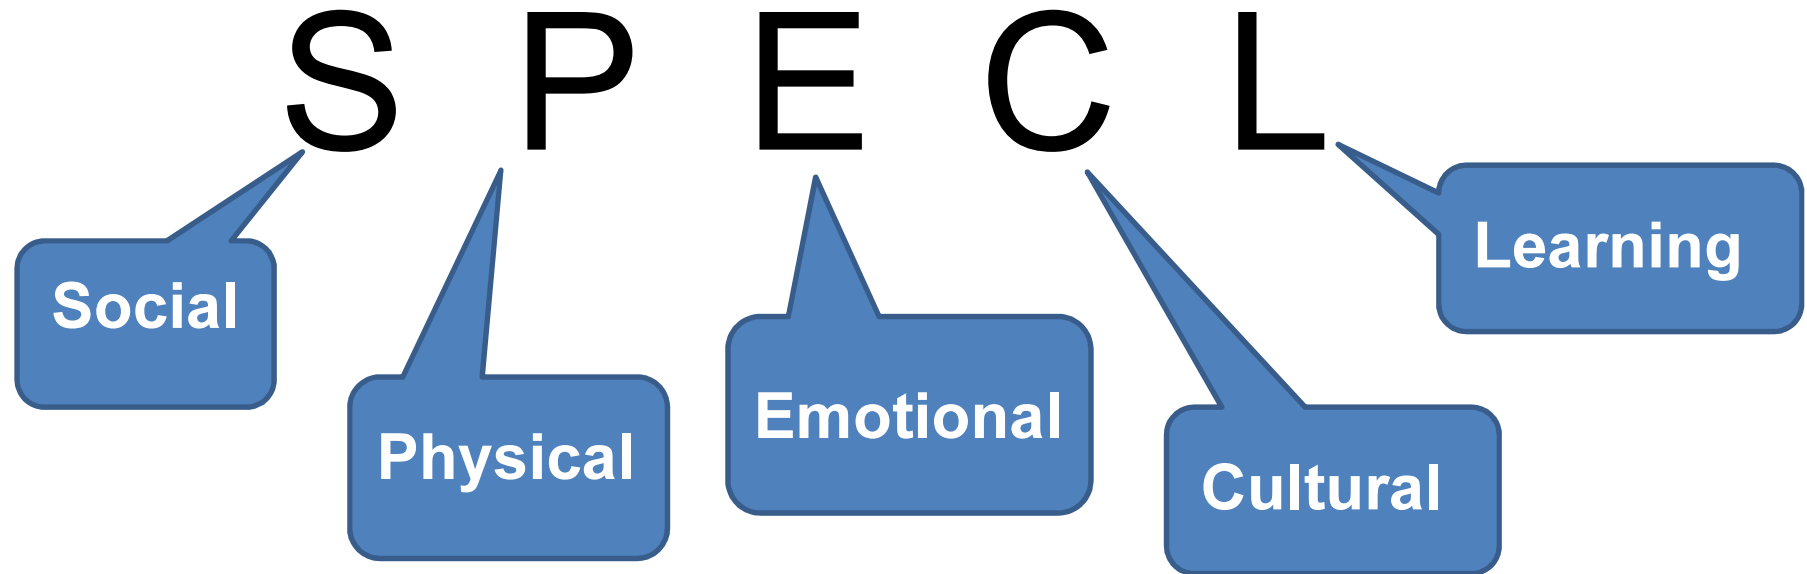 S P E C L
Social
Physical
Emotional
Cultural
Learning